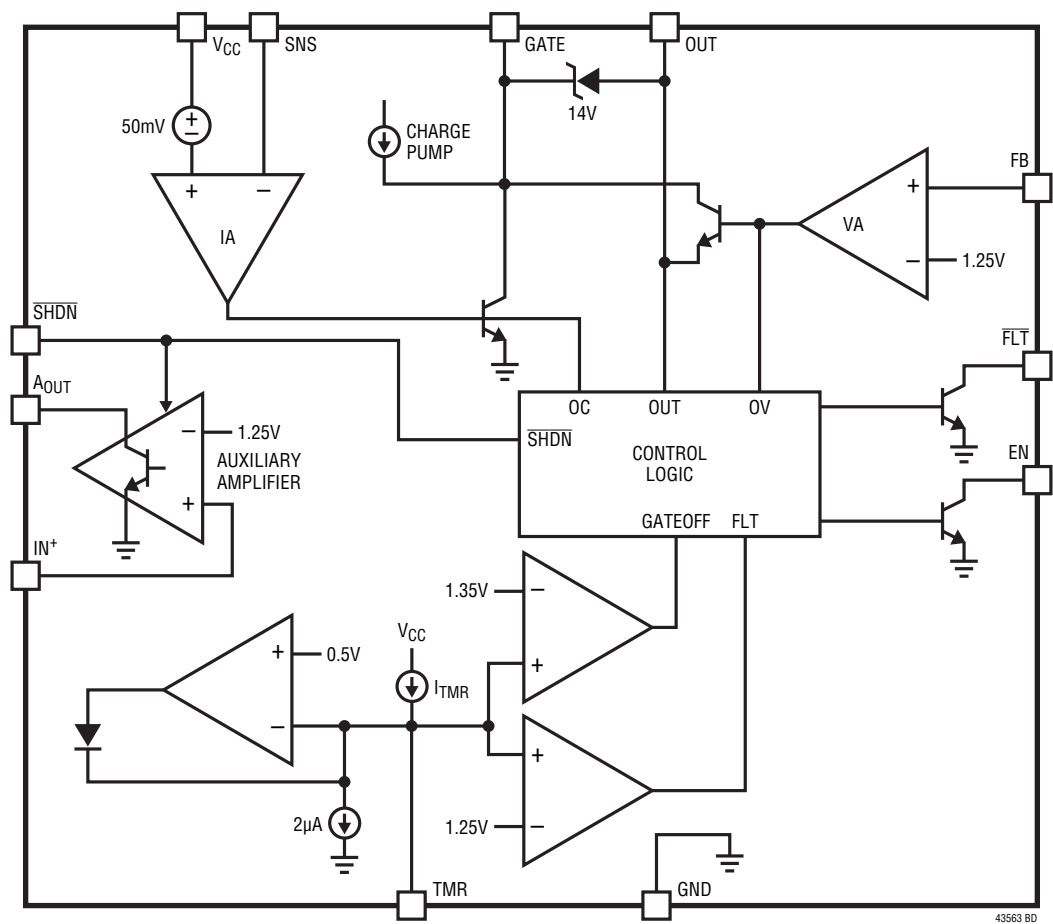 VCC
SNS
GATE
OUT
50mV
+
−
CHARGE
PUMP
14V
FB
+
−
IA
+
VA
−
1.25V
SHDN
FLT
AOUT
OC
OUT
OV
−
1.25V
SHDN
CONTROL
LOGIC
AUXILIARY
AMPLIFIER
+
EN
GATEOFF
FLT
IN+
1.35V
−
VCC
+
0.5V
ITMR
+
−
+
2µA
1.25V
−
TMR
GND
43563 BD